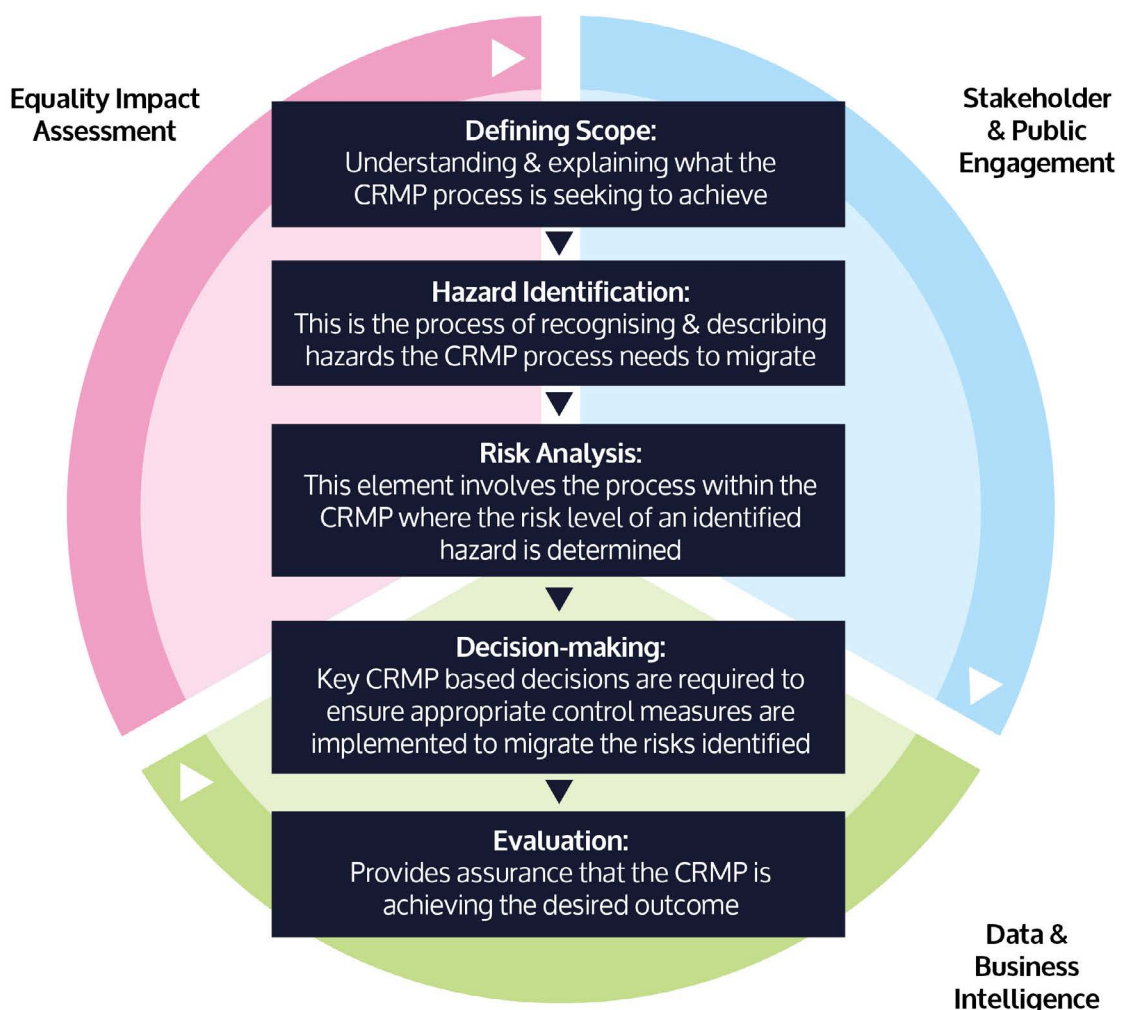 Equality Impact
Assessment
Stakeholder
& Public
Engagement
Defining Scope:
Understanding & explaining what the
CRMP process is seeking to achieve
Hazard Identification:
This is the process of recognising & describing
hazards the CRMP process needs to migrate
Risk Analysis:
This element involves the process within the
CRMP where the risk level of an identified
hazard is determined
Decision-making:
Key CRMP based decisions are required to
ensure appropriate control measures are
implemented to migrate the risks identified
Evaluation:
Provides assurance that the CRMP is
achieving the desired outcome
Data &
Business
Intelligence